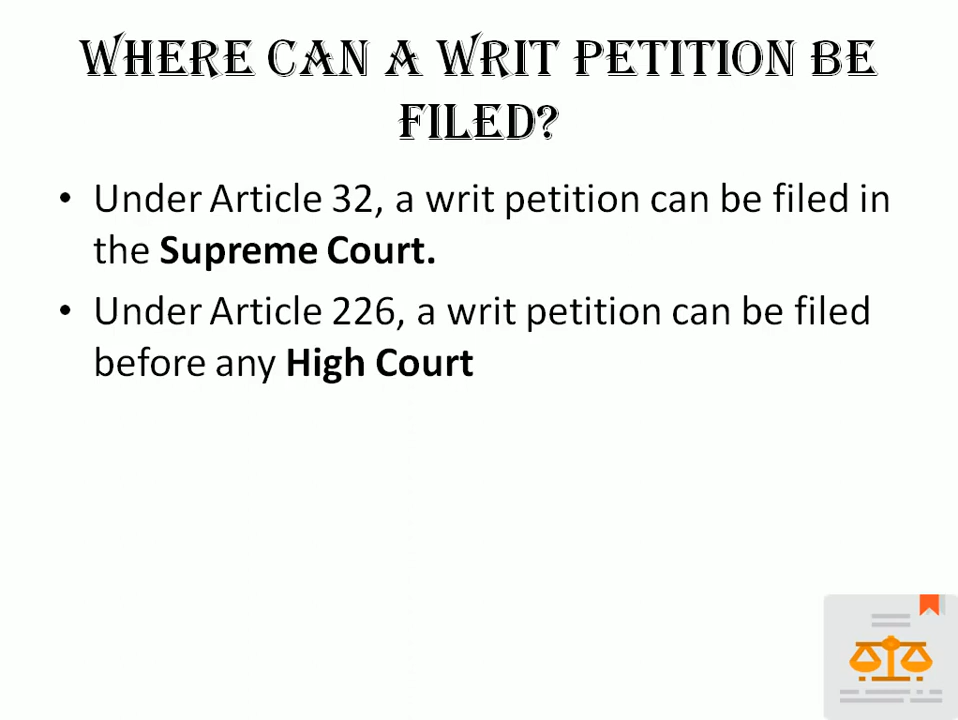 WHERE CAN A WRIT PETITION BE
FILED?
• Under Article 32, a writ petition can be filed in
the Supreme Court.
• Under Article 226, a writ petition can be filed
before any High Court